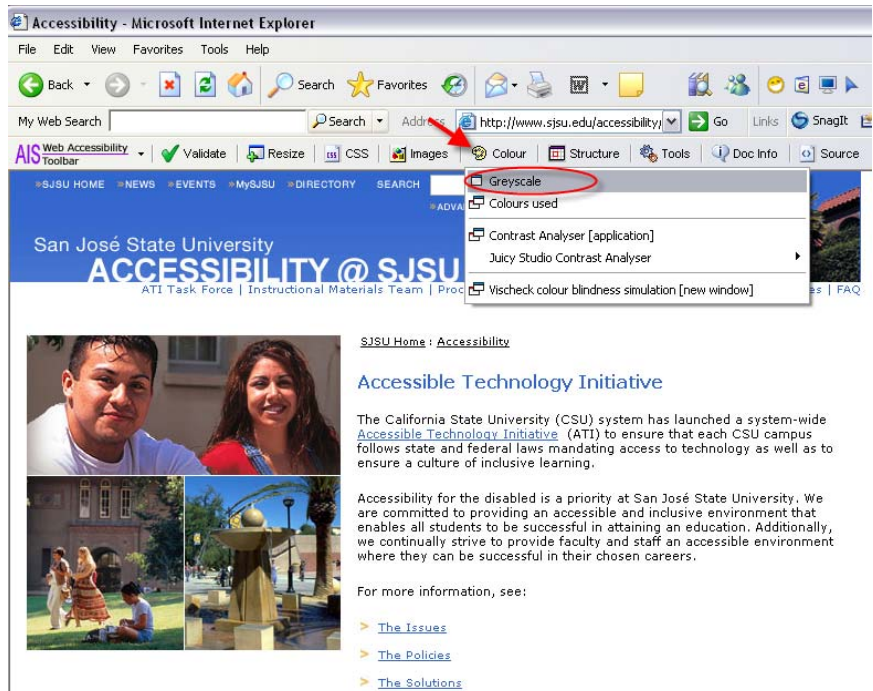 Accessibility - Microsoft Internet Explorer
File Edit View Favorites Tools Help
Back Search Favorites
My Web Search Search Address http://www.sjsu.edu/accessibility/ Go Links SnagIt
AIS Web Accessibility Toolbar Validate Resize CSS Images Colour Structure Tools Doc Info Source
»SJSU HOME »NEWS »EVENTS »MySJSU »DIRECTORY SEARCH
Greyscale
Colours used
Contrast Analyser [application]
Juicy Studio Contrast Analyser
Vischeck colour blindness simulation [new window]
San José State University
ACCESSIBILITY @ SJSU
ATI Task Force | Instructional Materials Team | | FAQ
SJSU Home : Accessibility
Accessible Technology Initiative
The California State University (CSU) system has launched a system-wide
Accessible Technology Initiative (ATI) to ensure that each CSU campus
follows state and federal laws mandating access to technology as well as to
ensure a culture of inclusive learning.
Accessibility for the disabled is a priority at San José State University. We
are committed to providing an accessible and inclusive environment that
enables all students to be successful in attaining an education. Additionally,
we continually strive to provide faculty and staff an accessible environment
where they can be successful in their chosen careers.
For more information, see:
> The Issues
> The Policies
> The Solutions